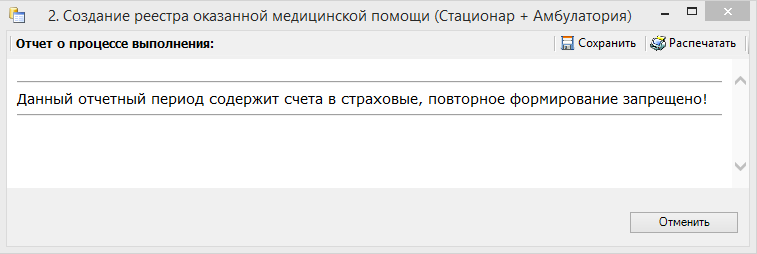 2. Создание реестра оказанной медицинской помощи (Стационар + Амбулатория)
Отчет о процессе выполнения:
Сохранить
Распечатать
Данный отчетный период содержит счета в страховые, повторное формирование запрещено!
Отменить